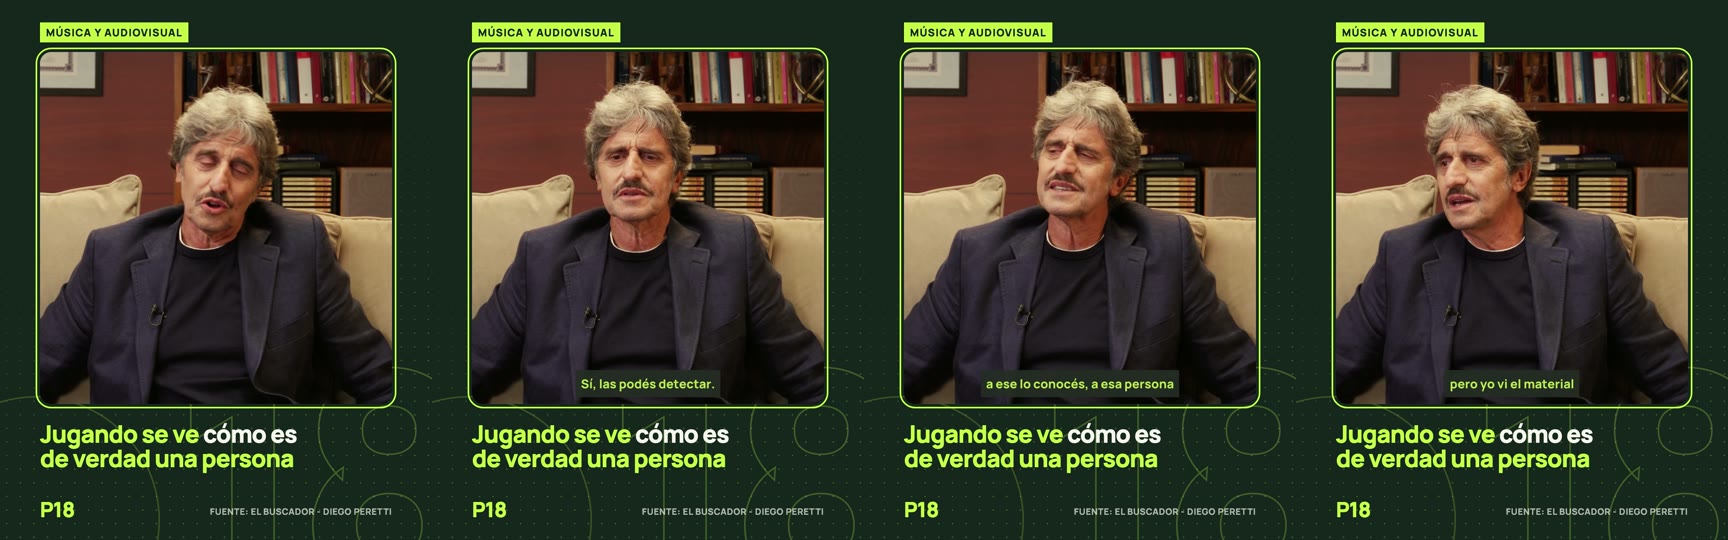 MÚSICA Y AUDIOVISUAL
Jugando se ve cómo es
de verdad una persona
P18
FUENTE: EL BUSCADOR - DIEGO PERETTI
MÚSICA Y AUDIOVISUAL
Sí, las podés detectar.
Jugando se ve cómo es
de verdad una persona
P18
FUENTE: EL BUSCADOR - DIEGO PERETTI
MÚSICA Y AUDIOVISUAL
a ese lo conocés, a esa persona
Jugando se ve cómo es
de verdad una persona
P18
FUENTE: EL BUSCADOR - DIEGO PERETTI
MÚSICA Y AUDIOVISUAL
pero yo vi el material
Jugando se ve cómo es
de verdad una persona
P18
FUENTE: EL BUSCADOR - DIEGO PERETTI